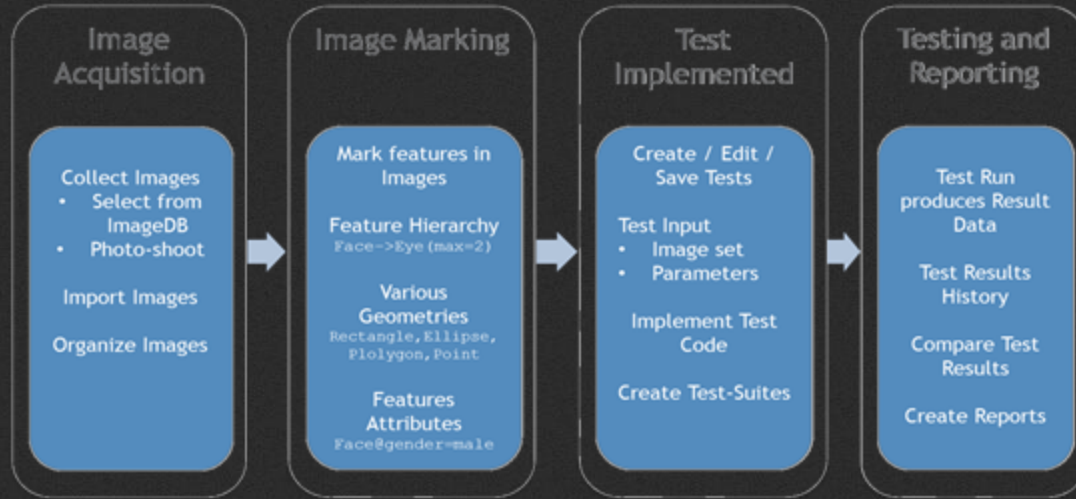 Image
Acquisition
Collect Images
• Select from
ImageDB
• Photo-shoot
Import Images
Organize Images
Image Marking
Mark features in
Images
Feature Hierarchy
Face->Eye(max=2)
Various
Geometries
Rectangle,Ellipse,
Plolygon,Point
Features
Attributes
Face@gender=male
Test
Implemented
Create / Edit /
Save Tests
Test Input
• Image set
• Parameters
Implement Test
Code
Create Test-Suites
Testing and
Reporting
Test Run
produces Result
Data
Test Results
History
Compare Test
Results
Create Reports